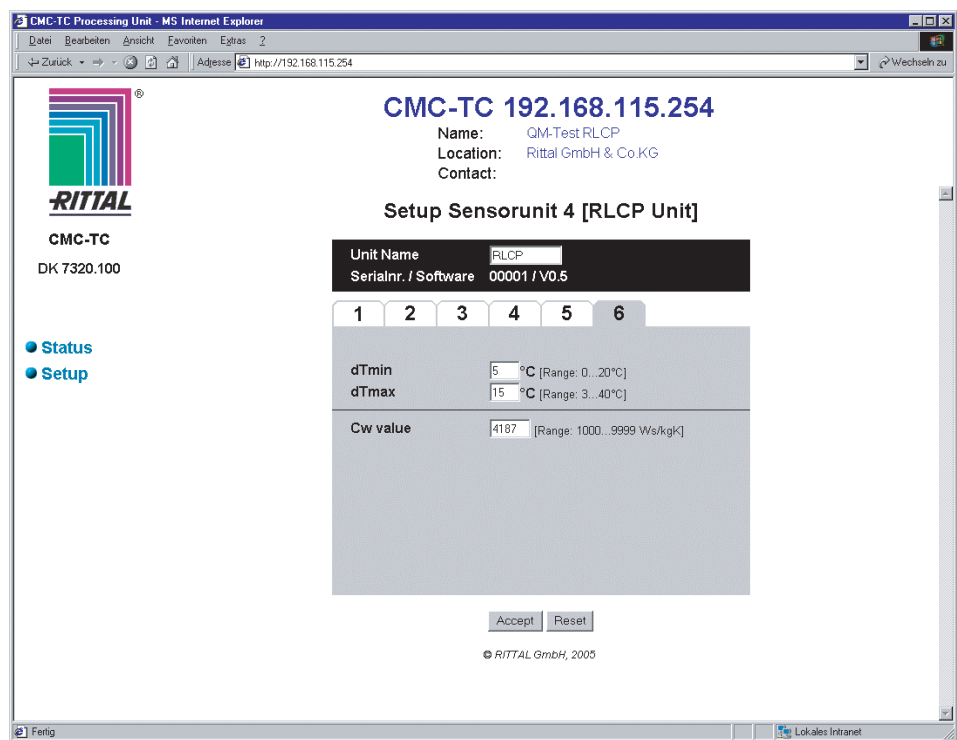 CMC-TC Processing Unit - MS Internet Explorer
Datei Bearbeiten Ansicht Favoriten Extras ?
Zurück Adresse http://192.168.115.254 Wechseln zu
®
RITTAL
CMC-TC
DK 7320.100
Status
Setup
CMC-TC 192.168.115.254
Name: QM-Test RLCP
Location: Rittal GmbH & Co.KG
Contact:
Setup Sensorunit 4 [RLCP Unit]
Unit Name RLCP
Serialnr. / Software 00001 / V0.5
1 2 3 4 5 6
dTmin 5 °C [Range: 0...20°C]
dTmax 15 °C [Range: 3...40°C]
Cw value 4187 [Range: 1000...9999 Ws/kgK]
Accept Reset
© RITTAL GmbH, 2005
Fertig Lokales Intranet